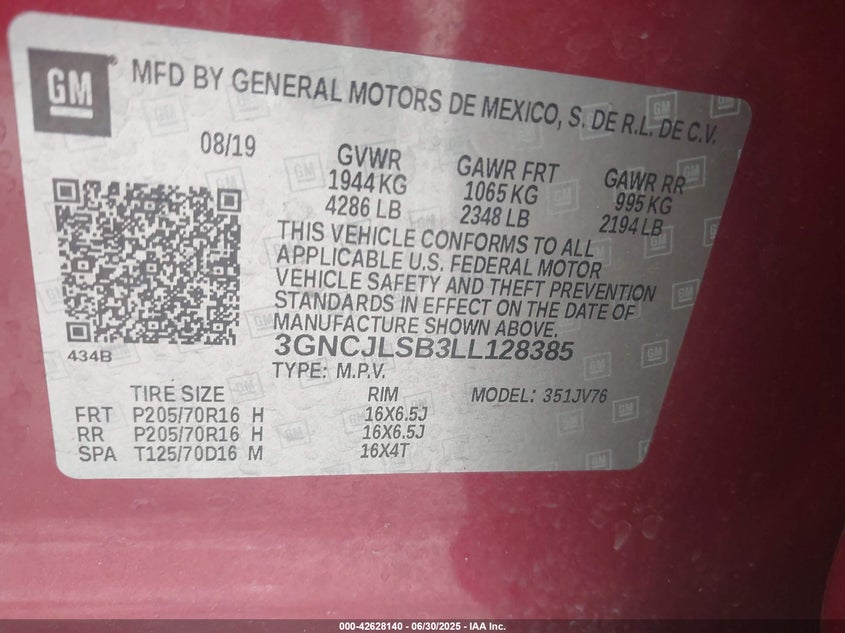 GM
MFD BY GENERAL MOTORS DE MEXICO, S. DE R.L. DE C.V.
08/19 GVWR GAWR FRT GAWR RR
1944 KG 1065 KG 995 KG
4286 LB 2348 LB 2194 LB
THIS VEHICLE CONFORMS TO ALL
APPLICABLE U.S. FEDERAL MOTOR
VEHICLE SAFETY AND THEFT PREVENTION
STANDARDS IN EFFECT ON THE DATE OF
MANUFACTURE SHOWN ABOVE.
434B 3GNCJLSB3LL128385
TYPE: M.P.V.
TIRE SIZE RIM MODEL: 351JV76
FRT P205/70R16 H 16X6.5J
RR P205/70R16 H 16X6.5J
SPA T125/70D16 M 16X4T
000-42628140 - 06/30/2025 - IAA Inc.